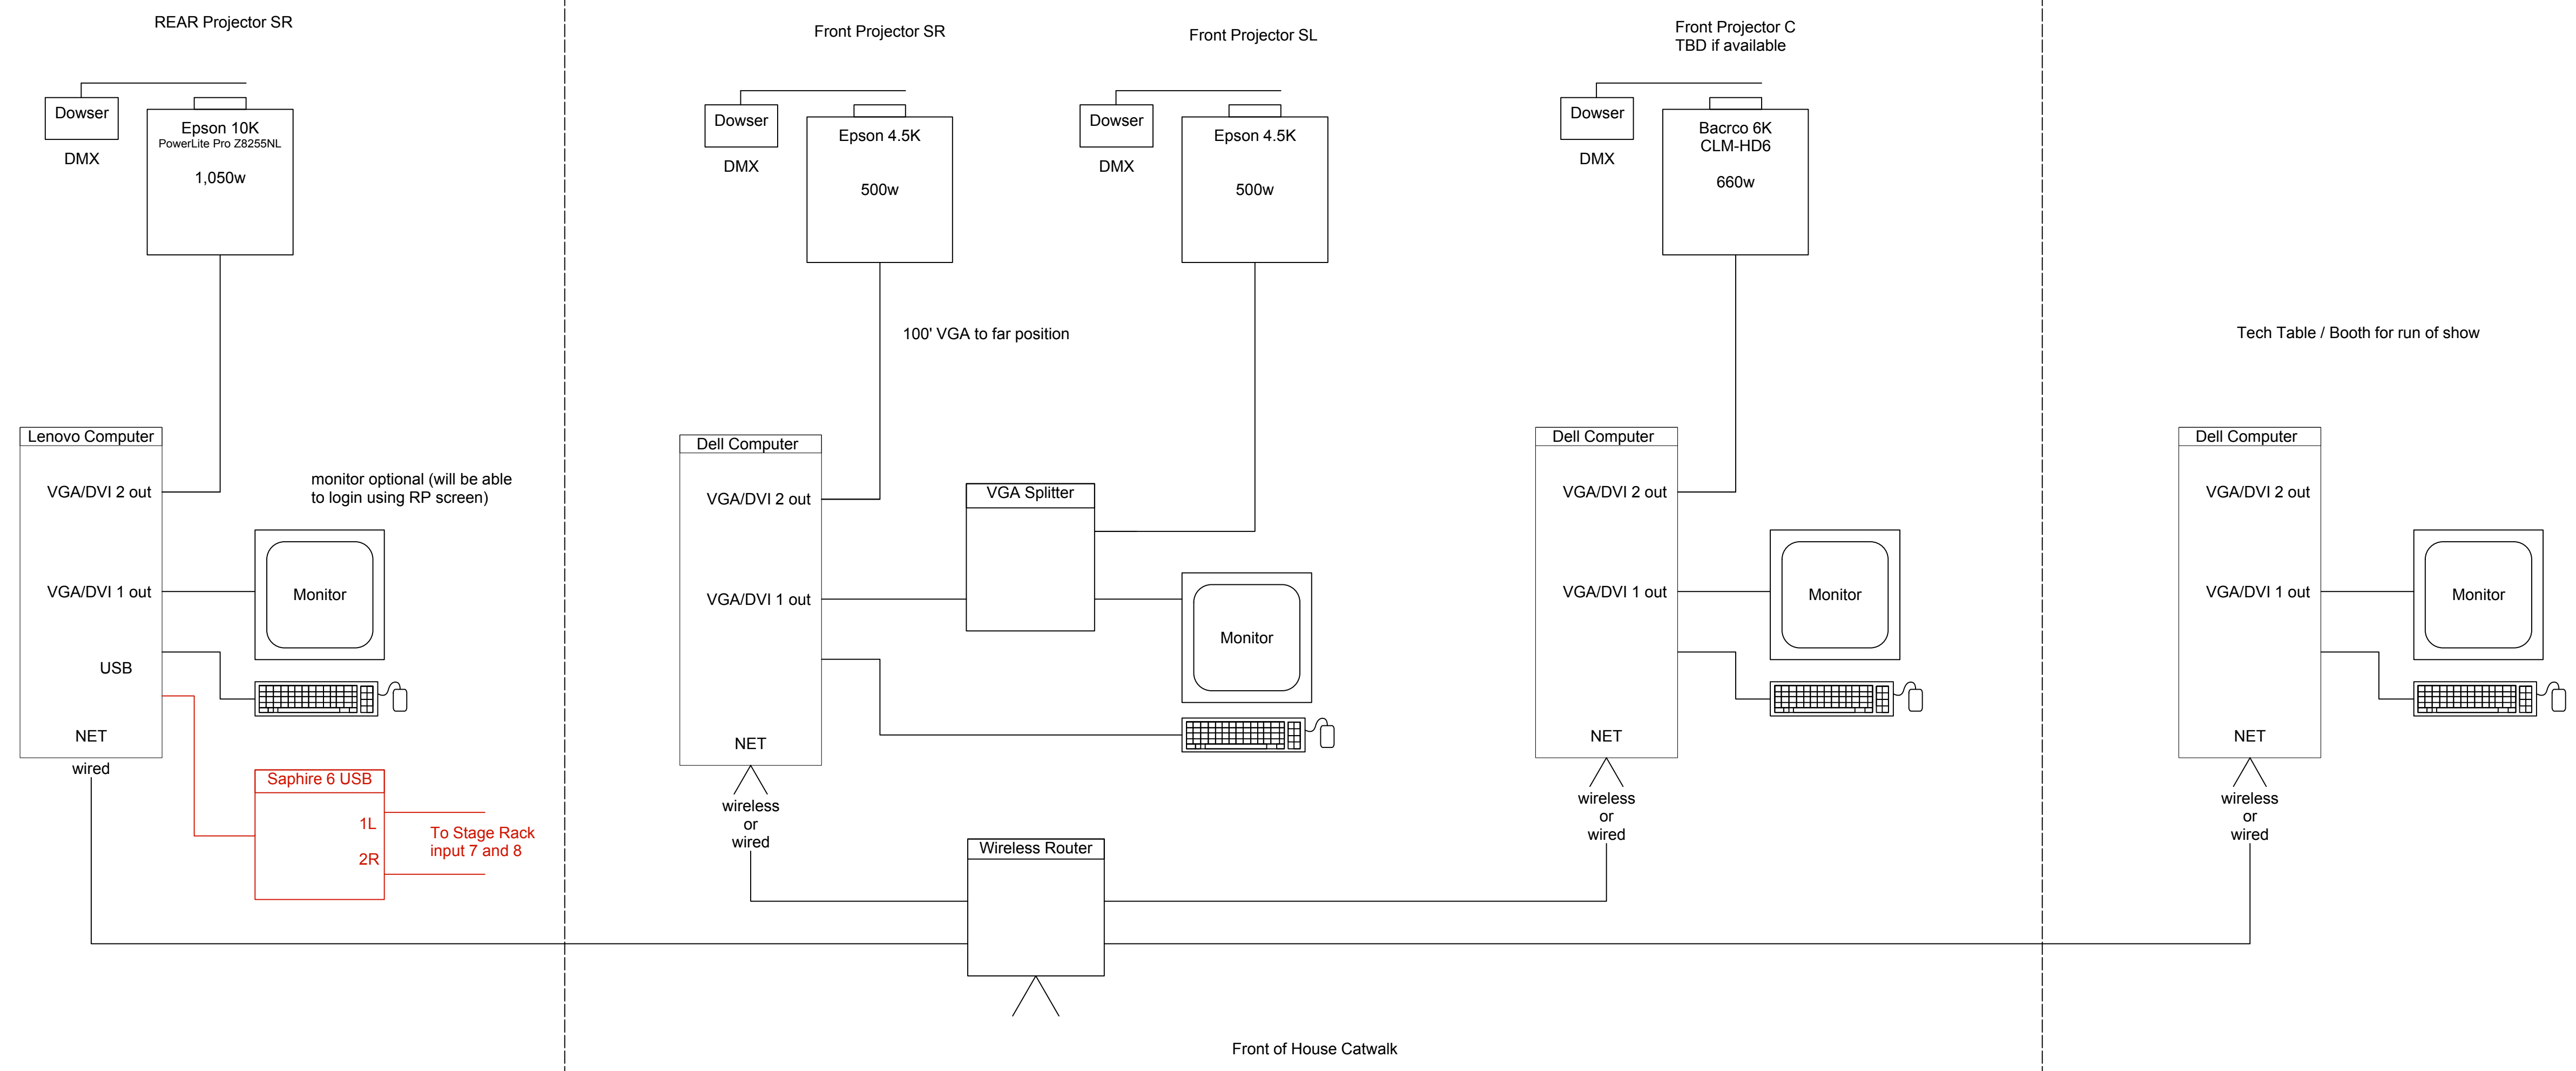 REAR Projector SR
Dowser
DMX
Epson 10K
PowerLite Pro Z8255NL
1,050w
Lenovo Computer
VGA/DVI 2 out
monitor optional (will be able
to login using RP screen)
VGA/DVI 1 out
Monitor
USB
NET
wired
Saphire 6 USB
1L
2R
To Stage Rack
input 7 and 8
Front Projector SR
Dowser
DMX
Epson 4.5K
500w
Front Projector SL
Dowser
DMX
Epson 4.5K
500w
100' VGA to far position
Dell Computer
VGA/DVI 2 out
VGA/DVI 1 out
VGA Splitter
Monitor
NET
wireless
or
wired
Wireless Router
Front Projector C
TBD if available
Dowser
DMX
Bacrco 6K
CLM-HD6
660w
Dell Computer
VGA/DVI 2 out
VGA/DVI 1 out
Monitor
NET
wireless
or
wired
Front of House Catwalk
Tech Table / Booth for run of show
Dell Computer
VGA/DVI 2 out
VGA/DVI 1 out
Monitor
NET
wireless
or
wired